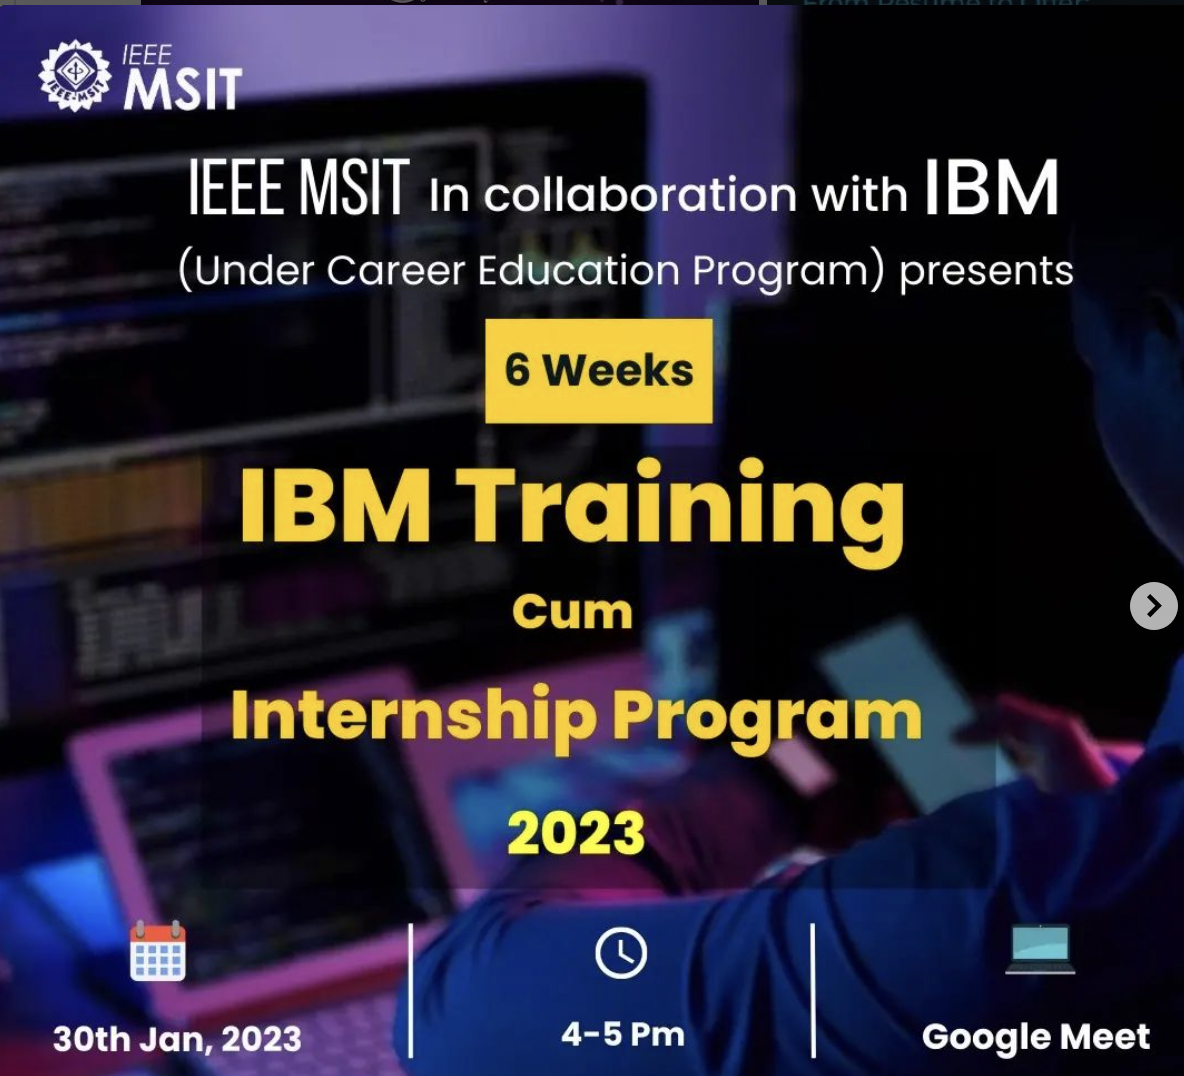 IEEE
MSIT
IEEE MSIT In collaboration with IBM
(Under Career Education Program) presents
6 Weeks
IBM Training
Cum
Internship Program
2023
30th Jan, 2023
4-5 Pm
Google Meet